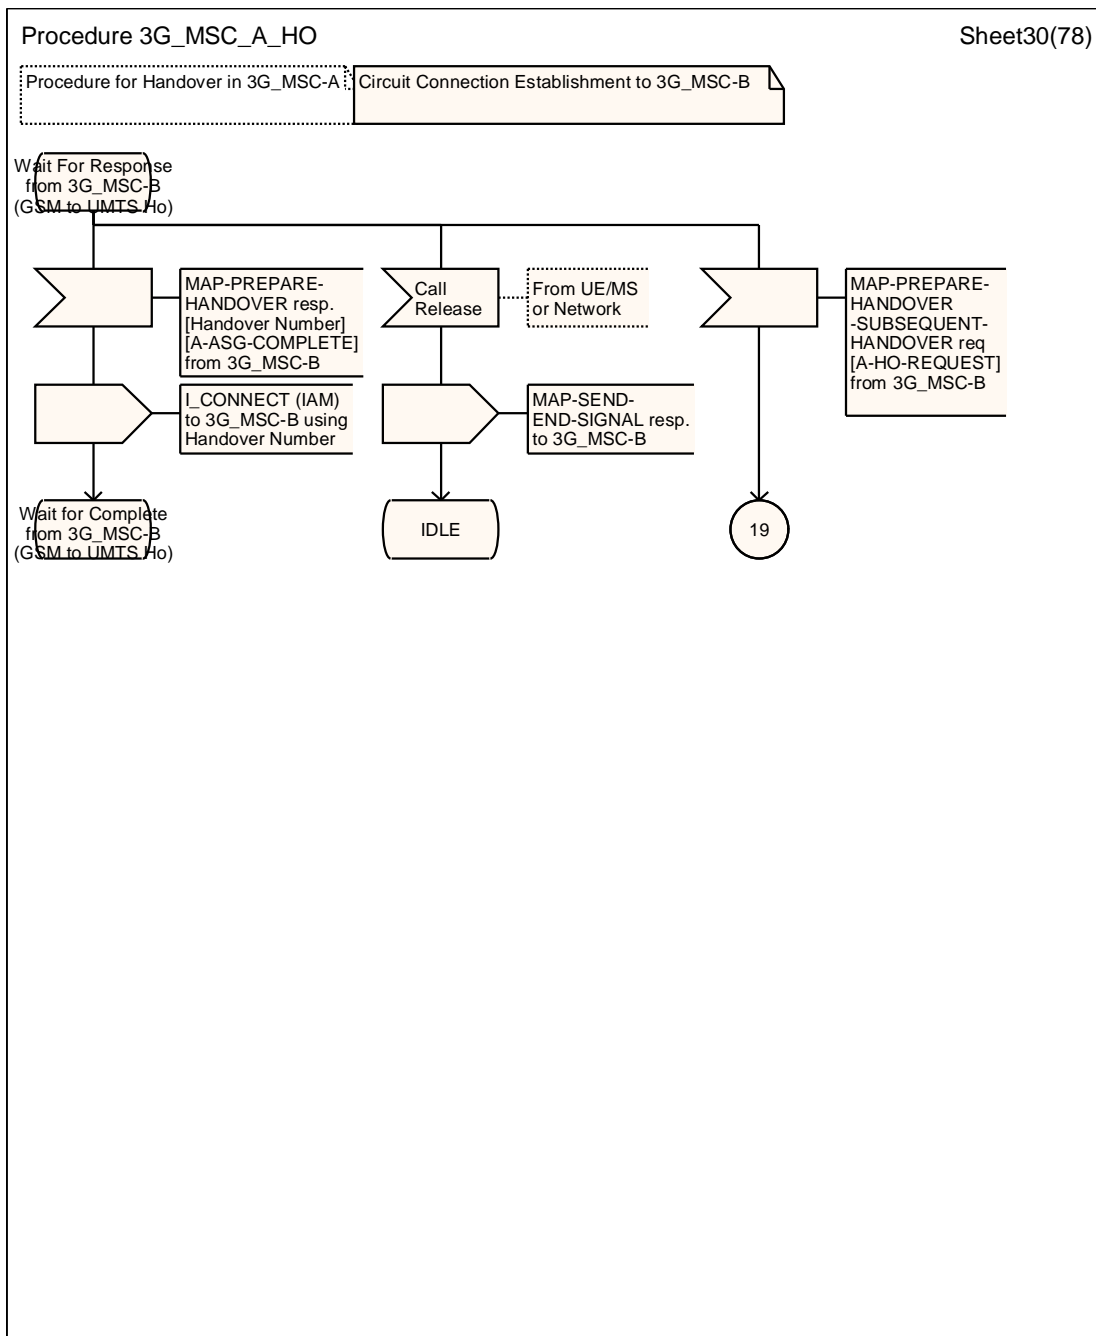 Procedure 3G_MSC_A_HO
Sheet30(78)
Procedure for Handover in 3G_MSC-A
Circuit Connection Establishment to 3G_MSC-B
Wait For Response
from 3G_MSC-B
(GSM to UMTS Ho)
MAP-PREPARE-
HANDOVER resp.
[Handover Number]
[A-ASG-COMPLETE]
from 3G_MSC-B
Call
Release
From UE/MS
or Network
MAP-PREPARE-
HANDOVER
-SUBSEQUENT-
HANDOVER req
[A-HO-REQUEST]
from 3G_MSC-B
I_CONNECT (IAM)
to 3G_MSC-B using
Handover Number
MAP-SEND-
END-SIGNAL resp.
to 3G_MSC-B
Wait for Complete
from 3G_MSC-B
(GSM to UMTS Ho)
IDLE
19